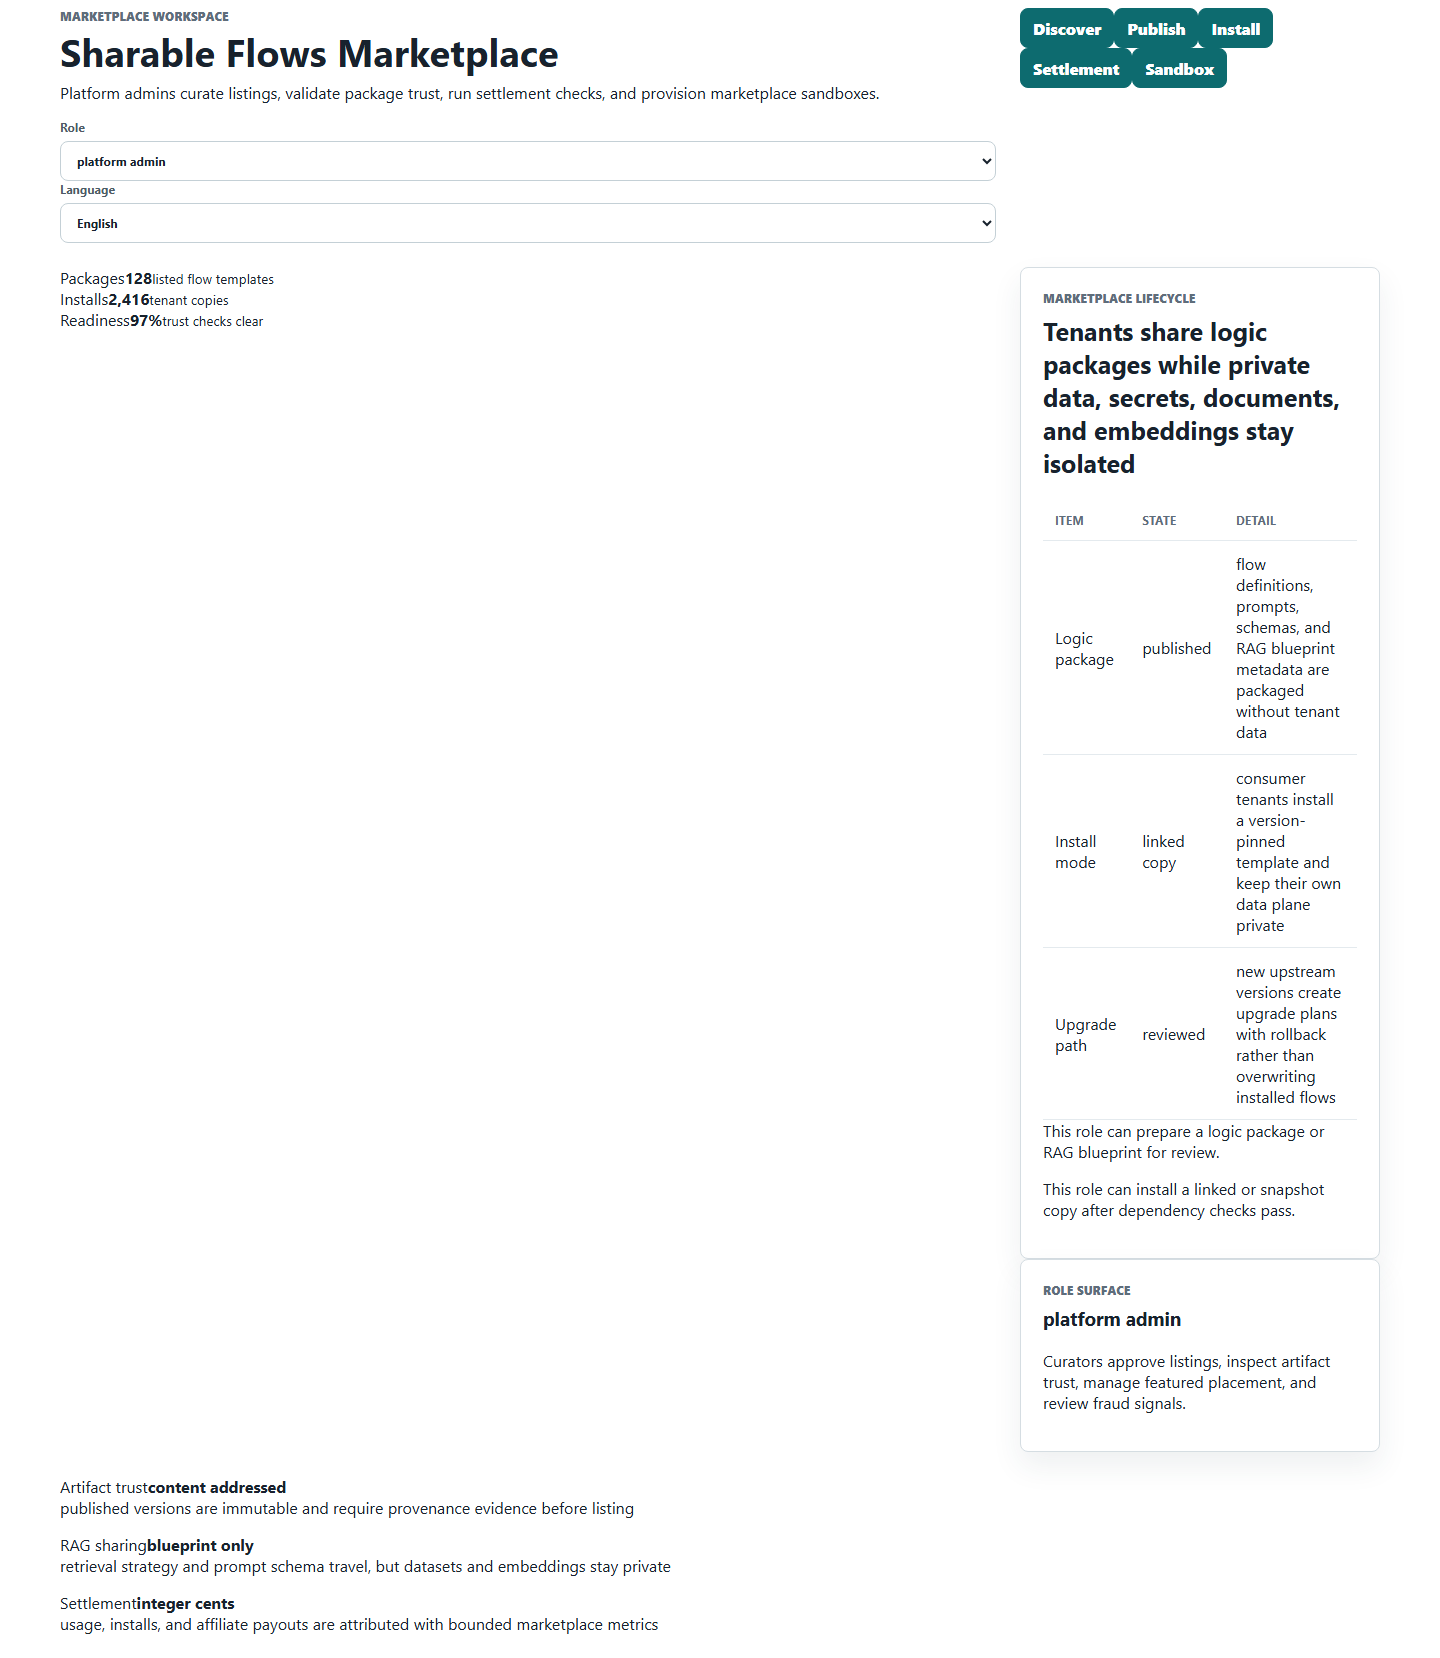 MARKETPLACE WORKSPACE
Sharable Flows Marketplace
Platform admins curate listings, validate package trust, run settlement checks, and provision marketplace sandboxes.
Role
platform admin
Language
English
Discover Publish Install
Settlement Sandbox
Packages128listed flow templates
Installs2,416tenant copies
Readiness97%trust checks clear
MARKETPLACE LIFECYCLE
Tenants share logic
packages while private
data, secrets, documents,
and embeddings stay
isolated
ITEM STATE DETAIL
Logic
package
published
flow
definitions,
prompts,
schemas, and
RAG blueprint
metadata are
packaged
without tenant
data
Install
mode
linked
copy
consumer
tenants install
a version-
pinned
template and
keep their own
data plane
private
Upgrade
path
reviewed
new upstream
versions create
upgrade plans
with rollback
rather than
overwriting
installed flows
This role can prepare a logic package or
RAG blueprint for review.
This role can install a linked or snapshot
copy after dependency checks pass.
ROLE SURFACE
platform admin
Curators approve listings, inspect artifact
trust, manage featured placement, and
review fraud signals.
Artifact trustcontent addressed
published versions are immutable and require provenance evidence before listing
RAG sharingblueprint only
retrieval strategy and prompt schema travel, but datasets and embeddings stay private
Settlementinteger cents
usage, installs, and affiliate payouts are attributed with bounded marketplace metrics